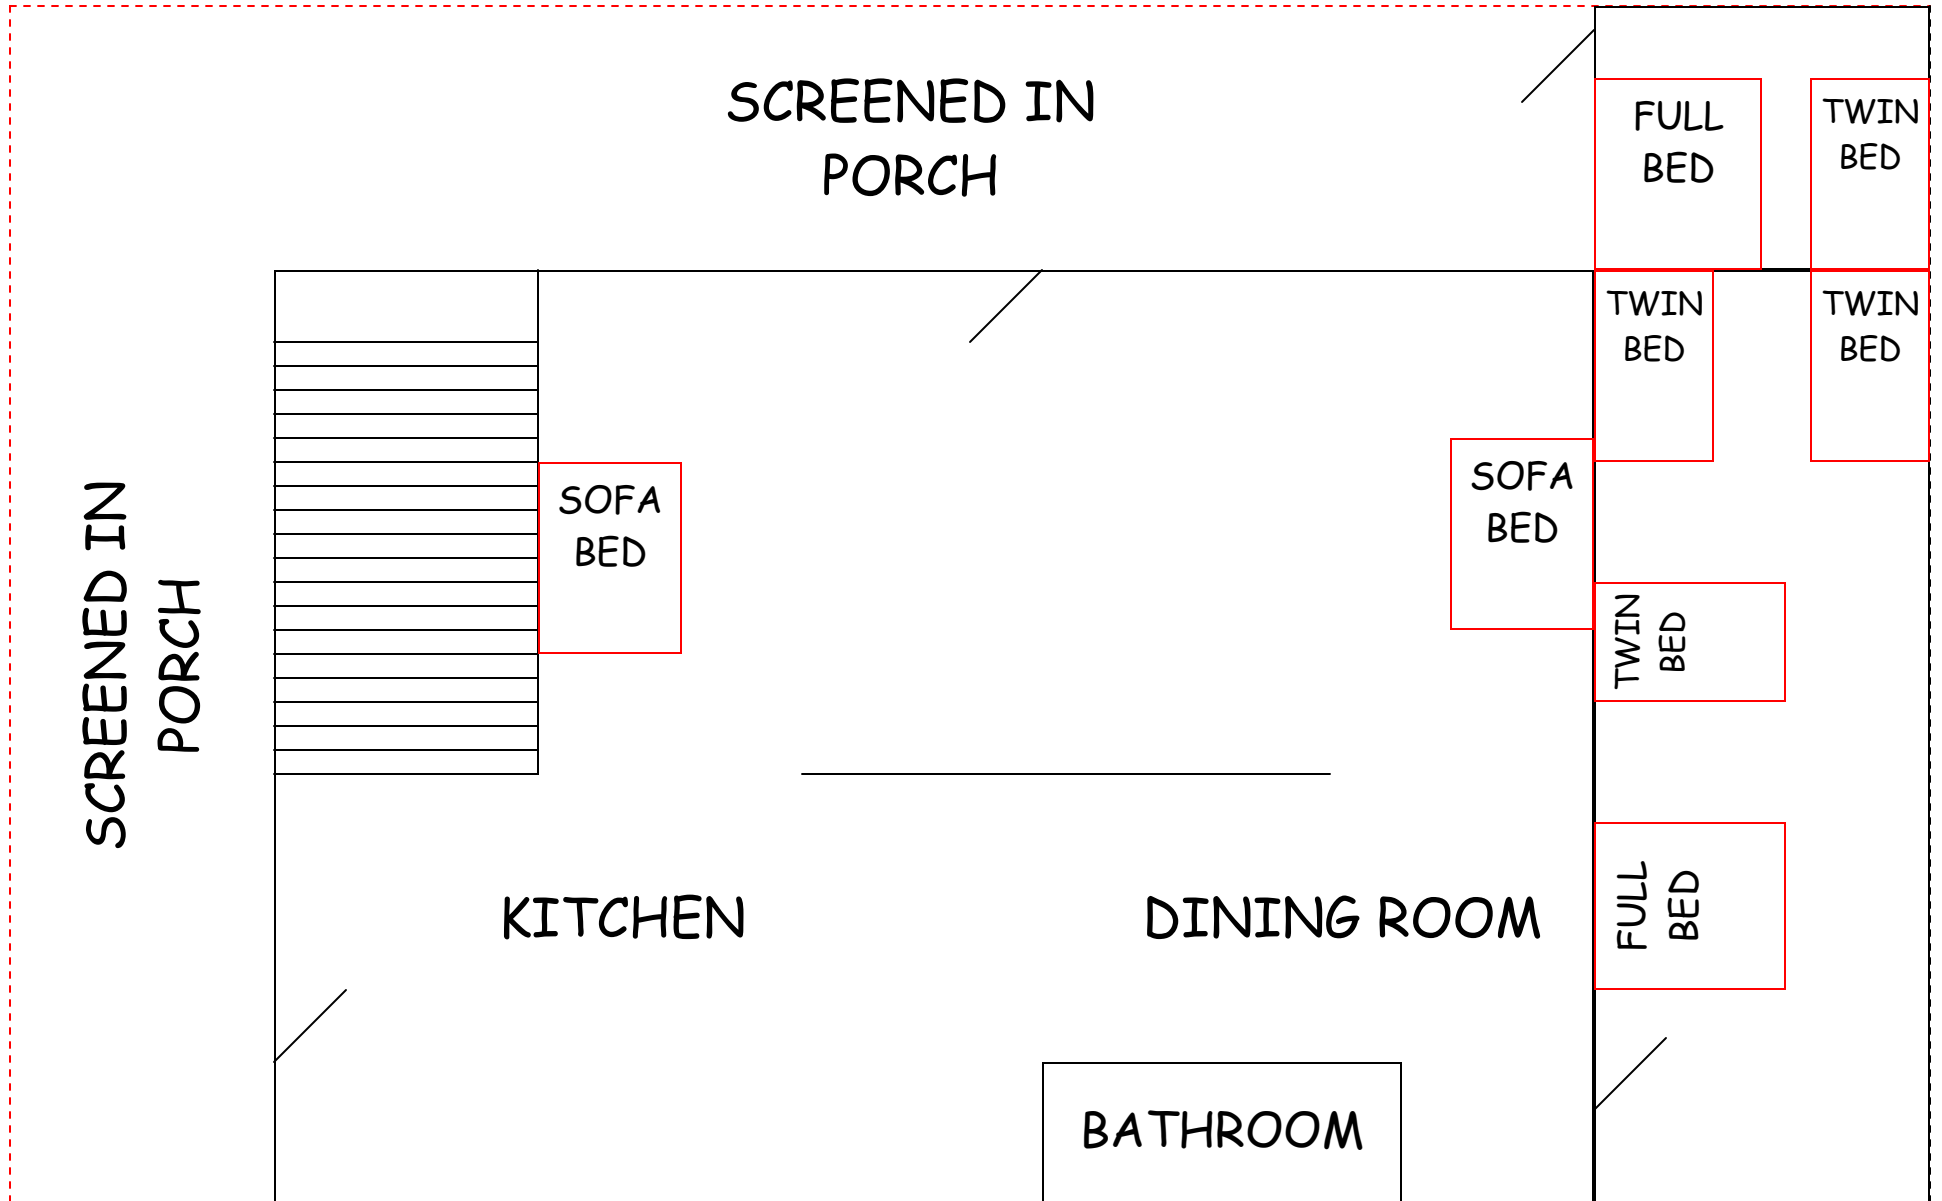 SCREENED IN
PORCH
FULL
BED
TWIN
BED
TWIN
BED
TWIN
BED
SOFA
BED
SOFA
BED
SCREENED IN
PORCH
TWIN
BED
KITCHEN
DINING ROOM
FULL
BED
BATHROOM